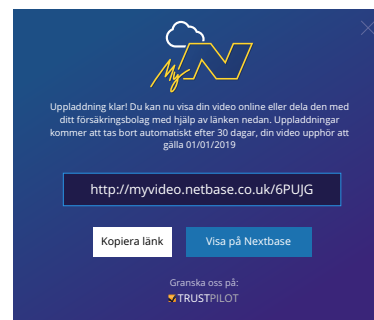 My N
Uppladdning klar! Du kan nu visa din video online eller dela den med
ditt försäkringsbolag med hjälp av länken nedan. Uppladdningar
kommer att tas bort automatiskt efter 30 dagar, din video upphör att
gälla 01/01/2019
http://myvideo.netbase.co.uk/6PUJG
Kopiera länk
Visa på Nextbase
Granska oss på:
TRUSTPILOT